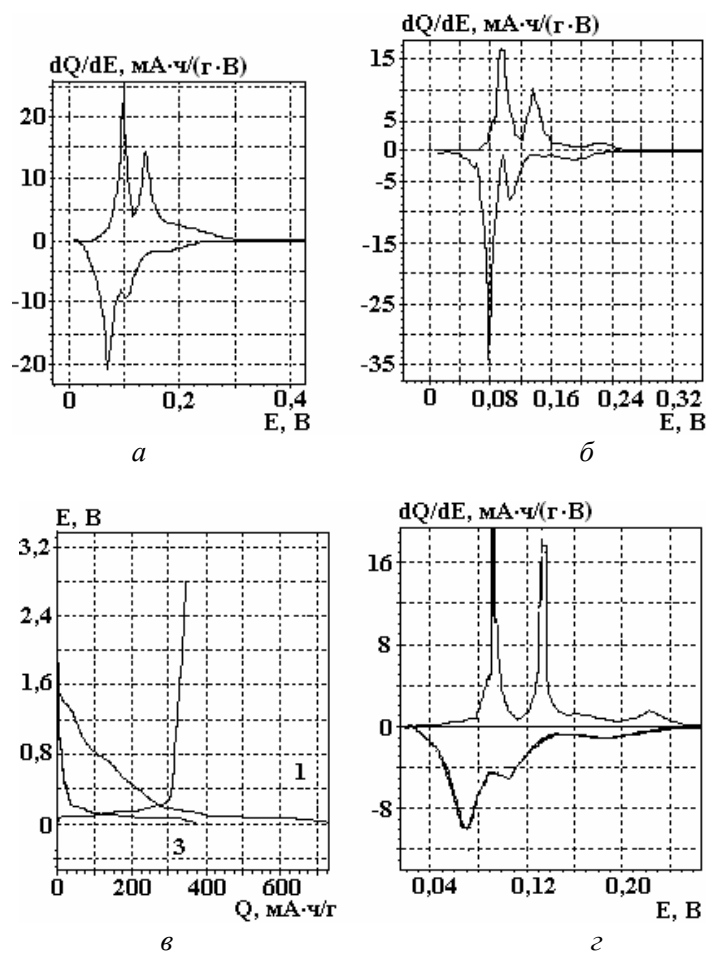 dQ/dE, мА·ч/(г·В)
20
10
0
-10
-20
0 0,2 0,4
E, В
а
dQ/dE, мА·ч/(г·В)
15
5
0
-5
-15
-25
-35
0 0,08 0,16 0,24 0,32
E, В
б
E, В
3,2
2,4
1,6
0,8
0
1
3
0 200 400 600
Q, мА·ч/г
в
dQ/dE, мА·ч/(г·В)
16
8
0
-8
0,04 0,12 0,20
E, В
г